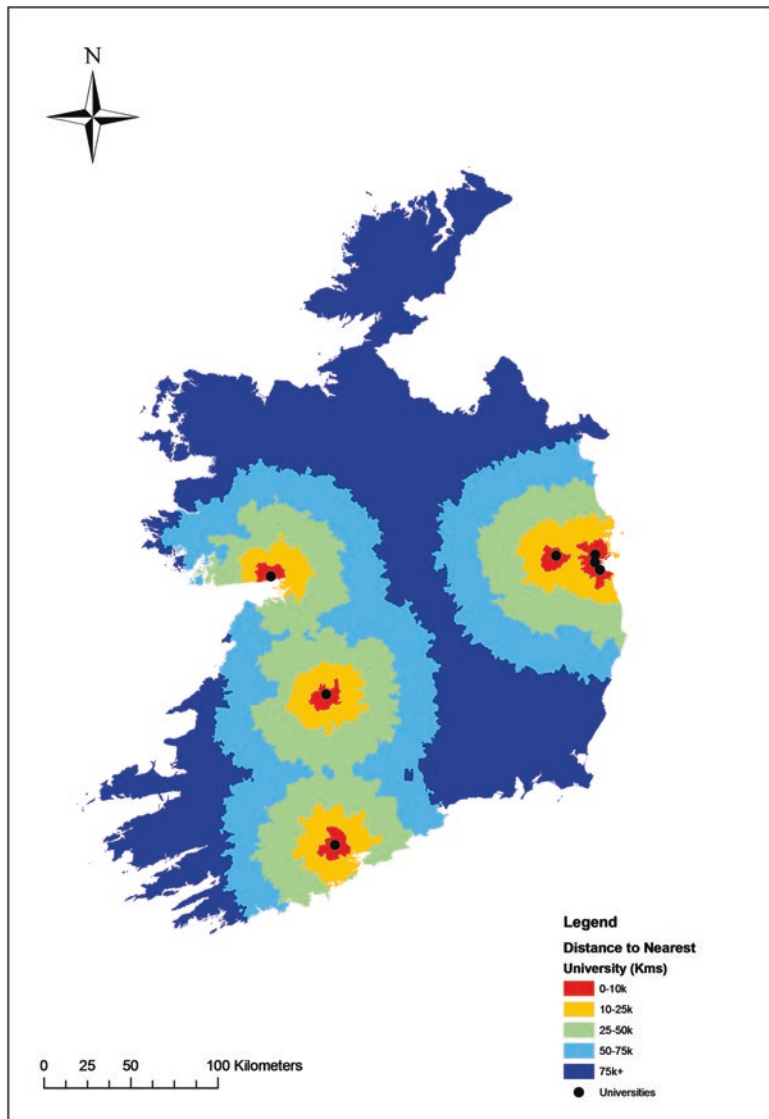 N
Legend
Distance to Nearest
University (Kms)
0-10k
10-25k
25-50k
50-75k
75k+
Universities
0 25 50 100 Kilometers